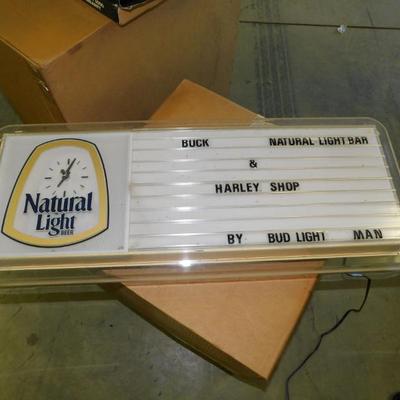 Natural
Light
BEER
BUCK NATURAL LIGHT BAR
&
HARLEY SHOP
BY BUD LIGHT MAN